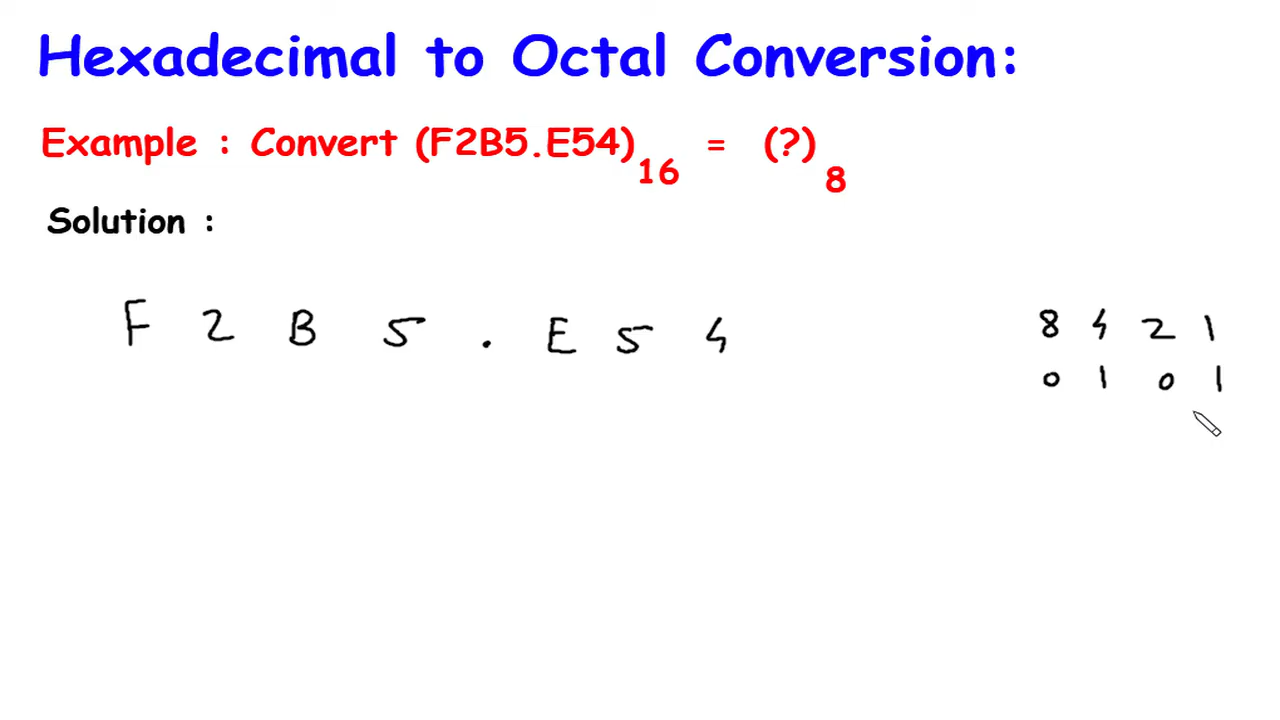 Hexadecimal to Octal Conversion:
Example : Convert (F2B5.E54)16 = (?)8
Solution :
F 2 B 5 . E 5 4
8 4 2 1
0 1 0 1